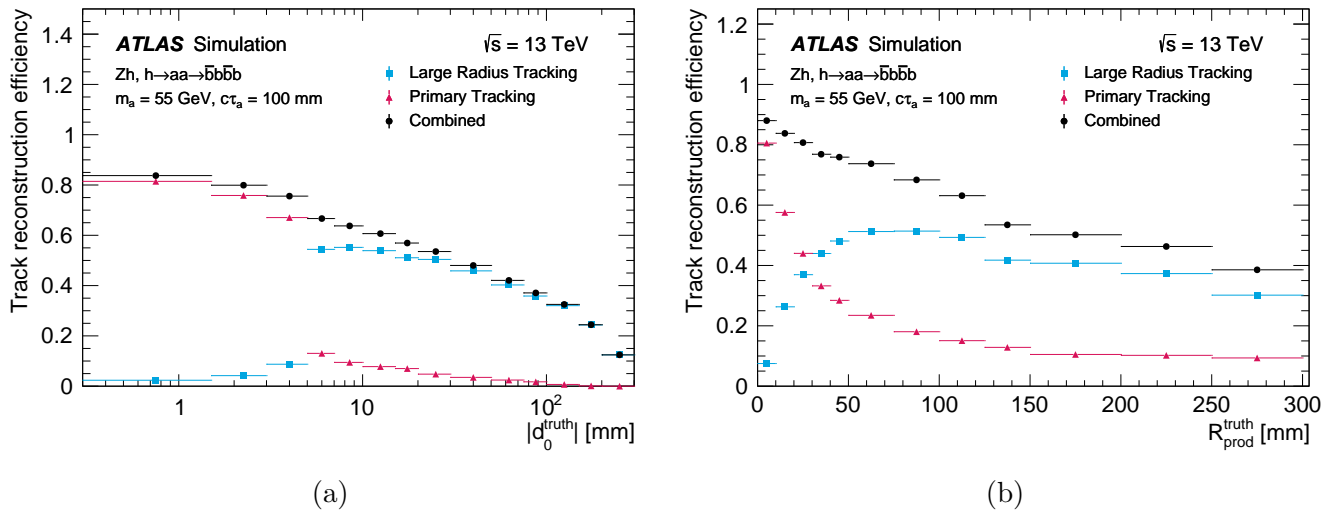 Track reconstruction efficiency
1.4
1.2
1
0.8
0.6
0.4
0.2
0
ATLAS Simulation
√s = 13 TeV
Zh, h→aa→b̅bb̅b
mₐ = 55 GeV, cτₐ = 100 mm
Large Radius Tracking
Primary Tracking
Combined
1
10
10²
|d₀^truth| [mm]
(a)
Track reconstruction efficiency
1.2
1
0.8
0.6
0.4
0.2
0
ATLAS Simulation
√s = 13 TeV
Zh, h→aa→b̅bb̅b
mₐ = 55 GeV, cτₐ = 100 mm
Large Radius Tracking
Primary Tracking
Combined
0 50 100 150 200 250 300
R_prod^truth [mm]
(b)